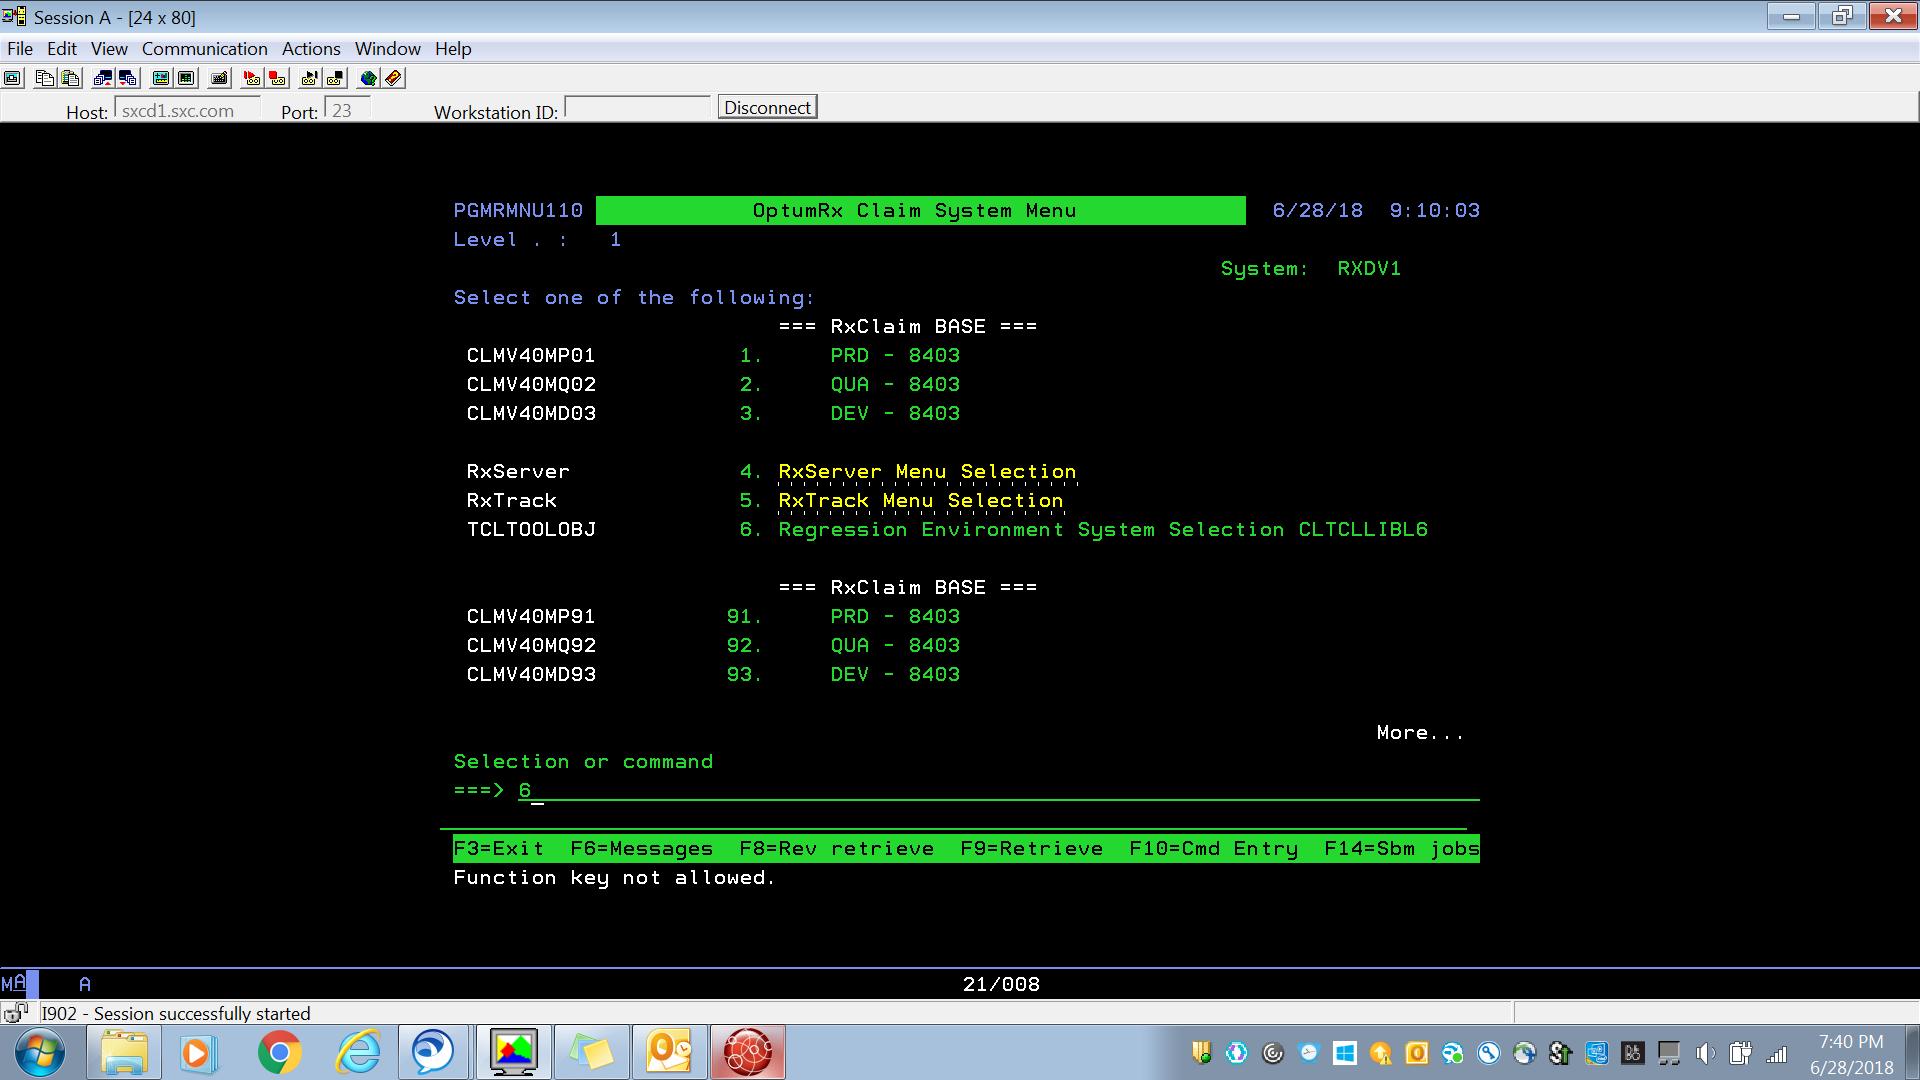 Session A - [24 x 80]
File Edit View Communication Actions Window Help
Host: sxcd1.sxc.com Port: 23 Workstation ID: Disconnect
PGMRMNU110 OptumRx Claim System Menu 6/28/18 9:10:03
Level . : 1
System: RXDV1
Select one of the following:
=== RxClaim BASE ===
CLMV40MP01 1. PRD - 8403
CLMV40MQ02 2. QUA - 8403
CLMV40MD03 3. DEV - 8403
RxServer 4. RxServer Menu Selection
RxTrack 5. RxTrack Menu Selection
TCLTOOLOBJ 6. Regression Environment System Selection CLTCLLIBL6
=== RxClaim BASE ===
CLMV40MP91 91. PRD - 8403
CLMV40MQ92 92. QUA - 8403
CLMV40MD93 93. DEV - 8403
More...
Selection or command
===> 6
F3=Exit F6=Messages F8=Rev retrieve F9=Retrieve F10=Cmd Entry F14=Sbm jobs
Function key not allowed.
MA A 21/008
I902 - Session successfully started
7:40 PM
6/28/2018